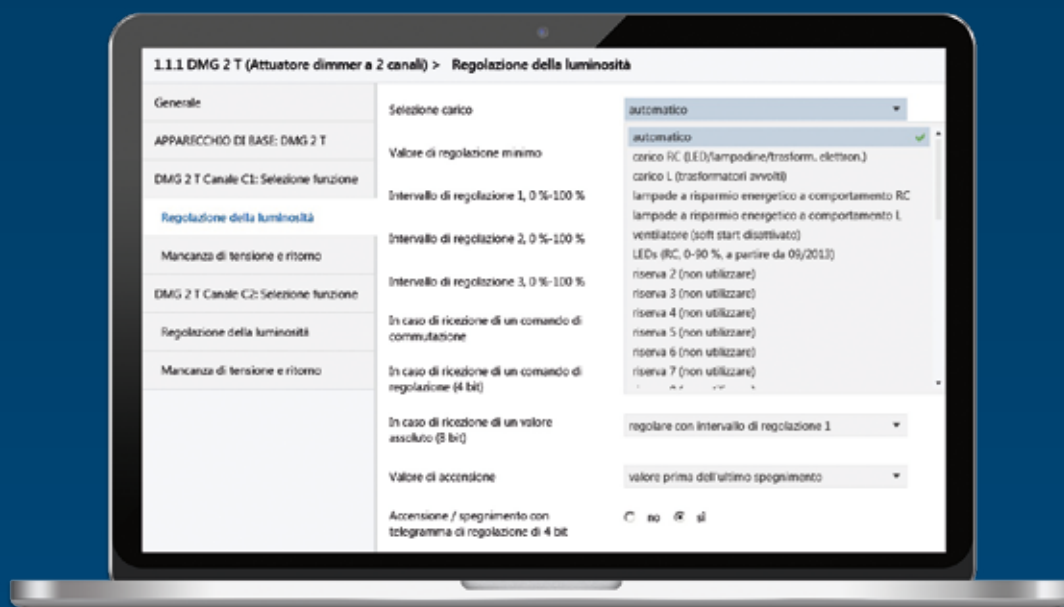 1.1.1 DMG 2 T (Attuatore dimmer a 2 canali) > Regolazione della luminosità
Generale
APPARECCHIO DI BASE: DMG 2 T
DMG 2 T Canale C1: Selezione funzione
Regolazione della luminosità
Mancanza di tensione e ritorno
DMG 2 T Canale C2: Selezione funzione
Regolazione della luminosità
Mancanza di tensione e ritorno
Selezione carico
automatico
automatico
carico RC (LED/lampadine/trasform. elettron.)
carico L (trasformatori avvolti)
lampade a risparmio energetico a comportamento RC
lampade a risparmio energetico a comportamento L
ventilatore (soft start disattivato)
LEDs (RC, 0-90 %, a partire da 09/2013)
riserva 2 (non utilizzare)
riserva 3 (non utilizzare)
riserva 4 (non utilizzare)
riserva 5 (non utilizzare)
riserva 6 (non utilizzare)
riserva 7 (non utilizzare)
Valore di regolazione minimo
Intervallo di regolazione 1, 0 %-100 %
Intervallo di regolazione 2, 0 %-100 %
Intervallo di regolazione 3, 0 %-100 %
In caso di ricezione di un comando di
commutazione
In caso di ricezione di un comando di
regolazione (4 bit)
In caso di ricezione di un valore
assoluto (8 bit)
regolare con intervallo di regolazione 1
Valore di accensione
valore prima dell'ultimo spegnimento
Accensione / spegnimento con
telegramma di regolazione di 4 bit
no sì